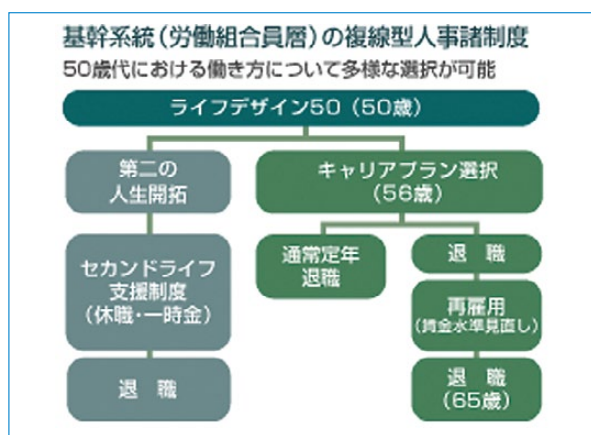 基幹系統（労働組合員層）の複線型人事諸制度
50歳代における働き方について多様な選択が可能
ライフデザイン50（50歳）
第二の
人生開拓
キャリアプラン選択
（56歳）
セカンドライフ
支援制度
（休職・一時金）
通常定年
退職
退　職
再雇用
（賃金水準見直し）
退　職
退　職
（65歳）